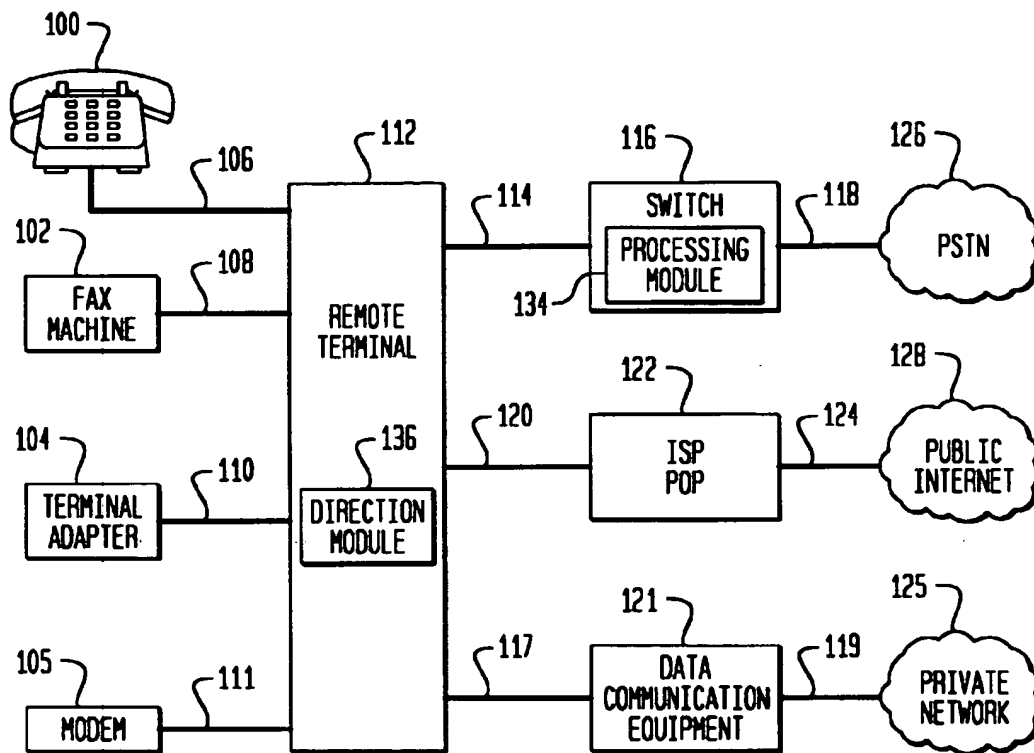 100
106
112
114
116
SWITCH
PROCESSING
MODULE
134
118
126
PSTN
102
FAX
MACHINE
108
REMOTE
TERMINAL
104
TERMINAL
ADAPTER
110
136
DIRECTION
MODULE
120
122
ISP
POP
124
128
PUBLIC
INTERNET
105
MODEM
111
117
121
DATA
COMMUNICATION
EQUIPMENT
119
125
PRIVATE
NETWORK